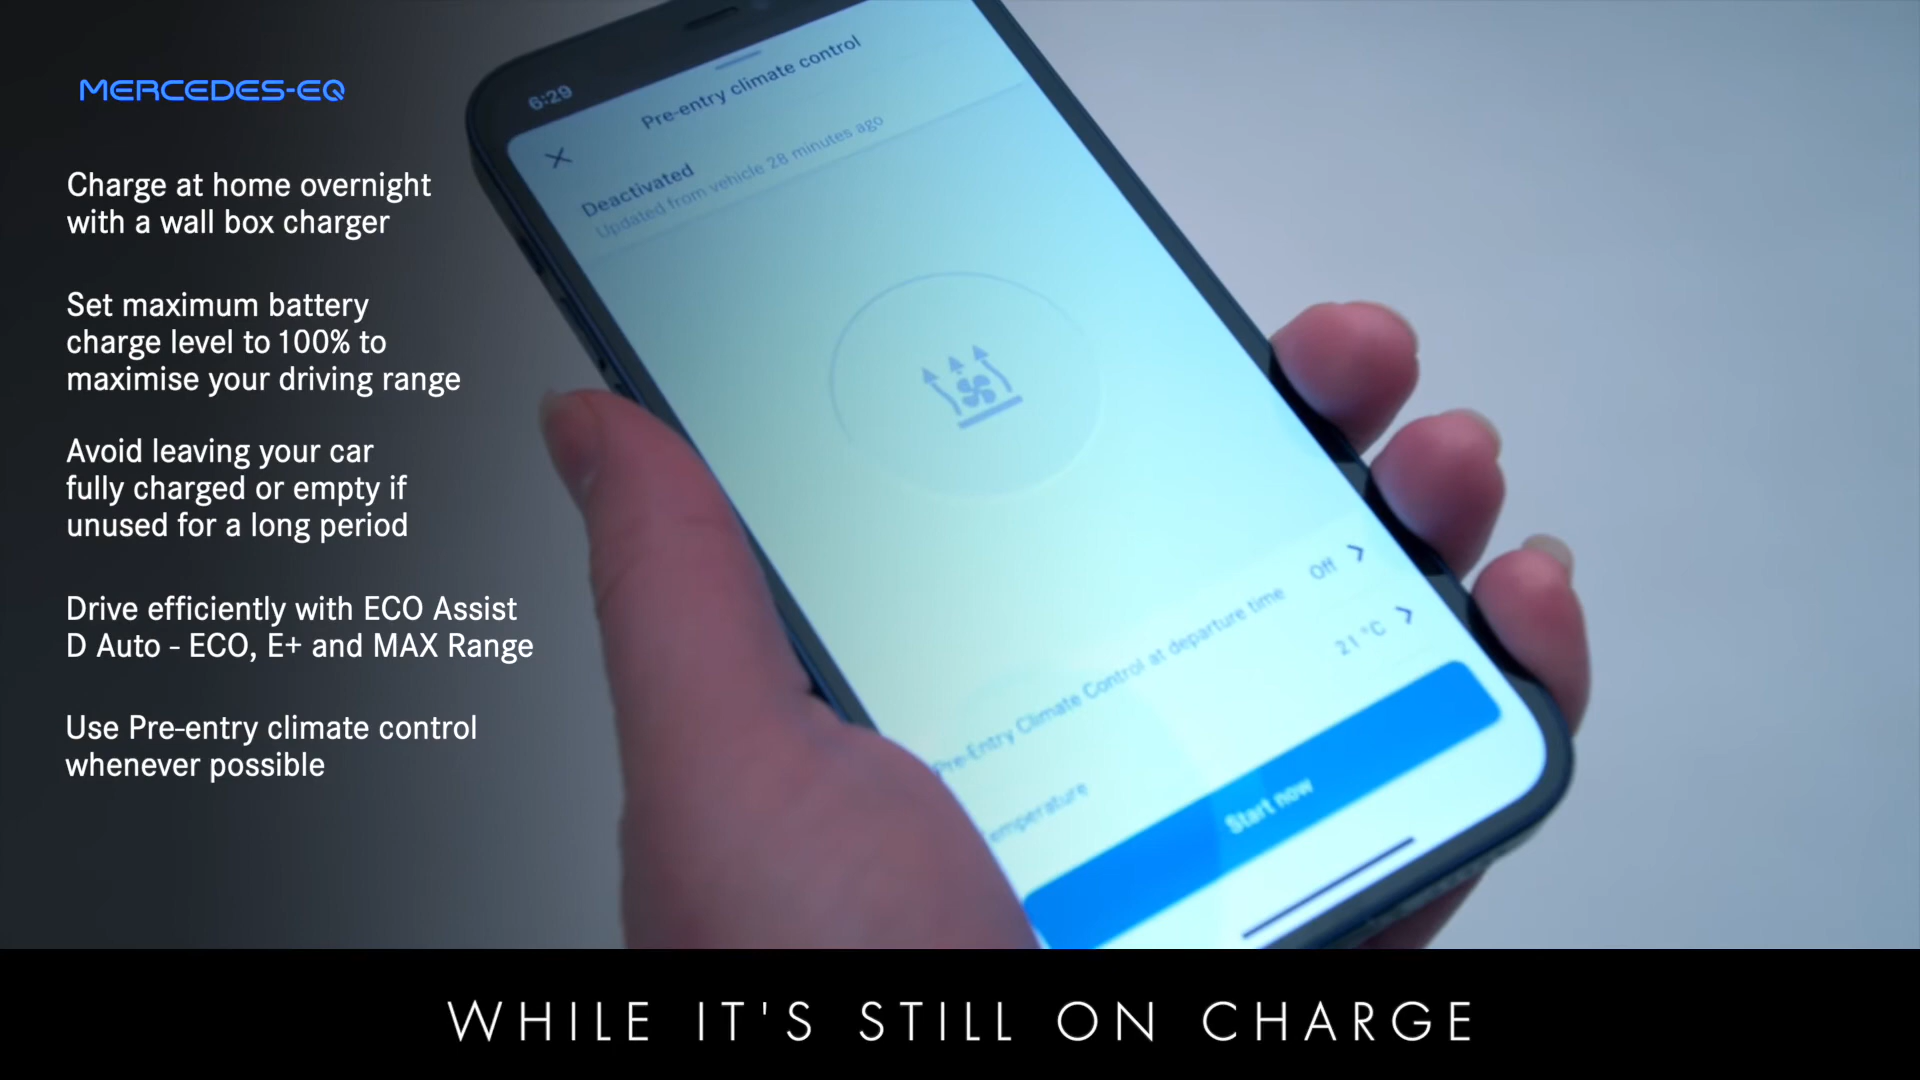 MERCEDES-EQ
Charge at home overnight
with a wall box charger
Set maximum battery
charge level to 100% to
maximise your driving range
Avoid leaving your car
fully charged or empty if
unused for a long period
Drive efficiently with ECO Assist
D Auto - ECO, E+ and MAX Range
Use Pre-entry climate control
whenever possible
6:29
Pre-entry climate control
Deactivated
Updated from vehicle 28 minutes ago
Pre-Entry Climate Control at departure time Off
Temperature 21 °C
Start now
WHILE IT'S STILL ON CHARGE